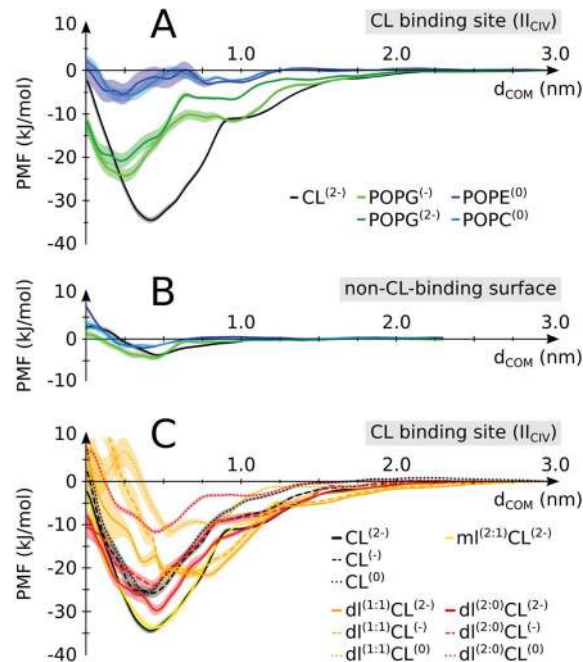 10
A
CL binding site (II_CIV)
0
1.0
2.0
3.0
d_COM (nm)
-10
-20
-30
-40
PMF (kJ/mol)
CL^(2-)
POPG^(-)
POPE^(0)
POPG^(2-)
POPC^(0)
B
non-CL-binding surface
10
0
1.0
2.0
3.0
d_COM (nm)
-10
PMF (kJ/mol)
10
C
CL binding site (II_CIV)
0
1.0
2.0
3.0
d_COM (nm)
-10
-20
-30
-40
PMF (kJ/mol)
CL^(2-)
ml^(2:1)CL^(2-)
CL^(-)
CL^(0)
dl^(1:1)CL^(2-)
dl^(2:0)CL^(2-)
dl^(1:1)CL^(-)
dl^(2:0)CL^(-)
dl^(1:1)CL^(0)
dl^(2:0)CL^(0)